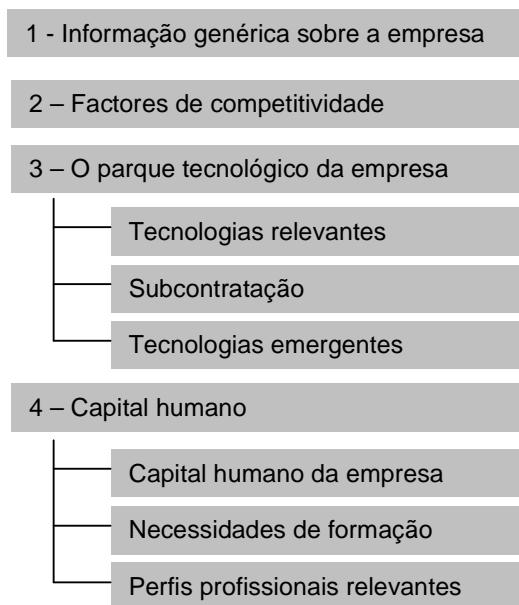 1 - Informação genérica sobre a empresa
2 – Factores de competitividade
3 – O parque tecnológico da empresa
Tecnologias relevantes
Subcontratação
Tecnologias emergentes
4 – Capital humano
Capital humano da empresa
Necessidades de formação
Perfis profissionais relevantes